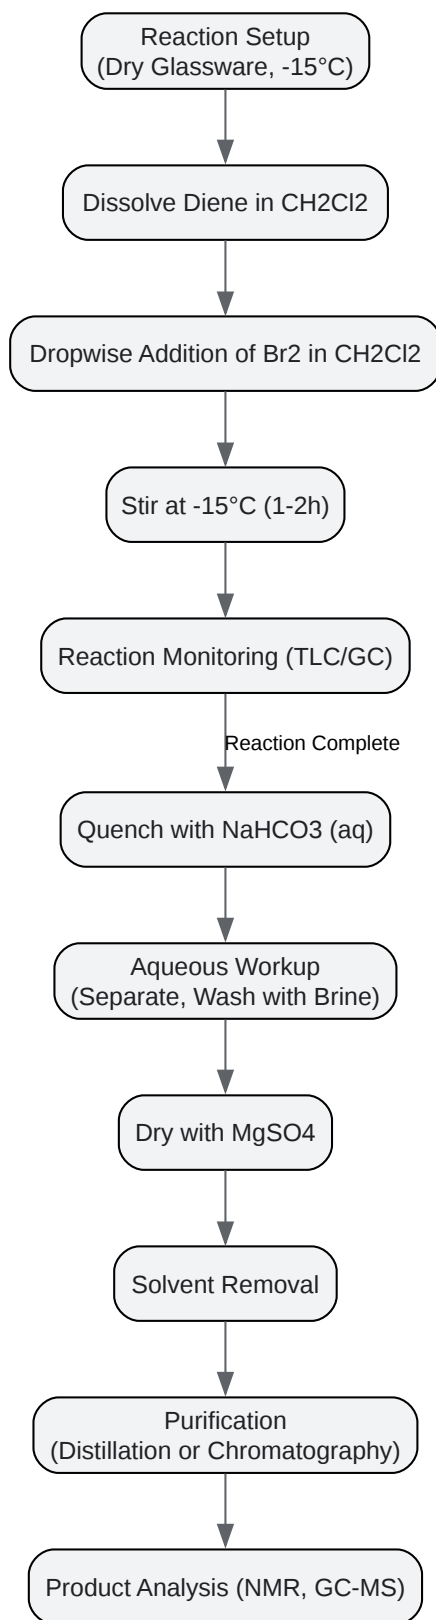 Reaction Setup
(Dry Glassware, -15°C)
Dissolve Diene in CH2Cl2
Dropwise Addition of Br2 in CH2Cl2
Stir at -15°C (1-2h)
Reaction Monitoring (TLC/GC)
Reaction Complete
Quench with NaHCO3 (aq)
Aqueous Workup
(Separate, Wash with Brine)
Dry with MgSO4
Solvent Removal
Purification
(Distillation or Chromatography)
Product Analysis (NMR, GC-MS)